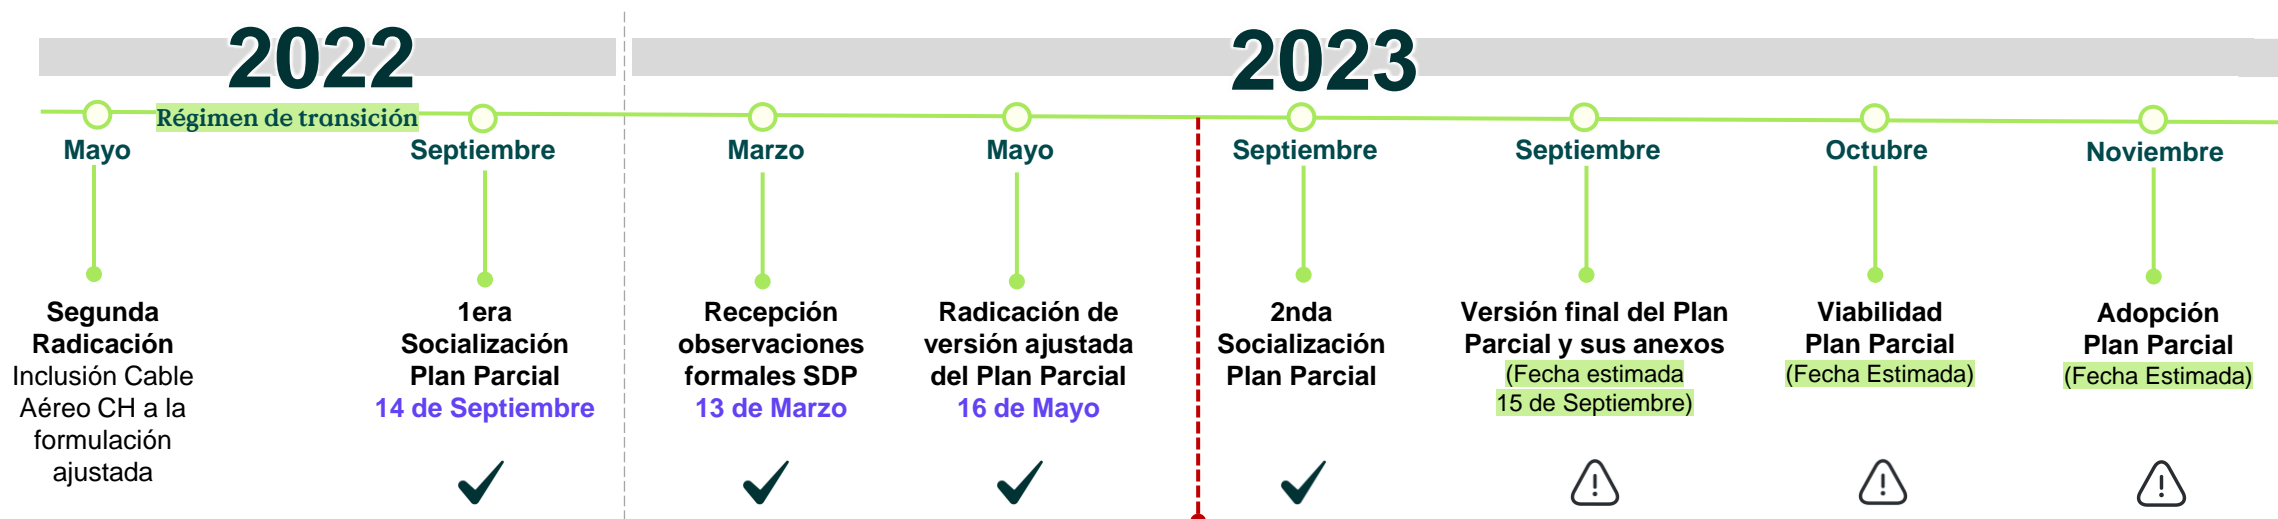 2022
2023
Régimen de transición
Mayo
Septiembre
Marzo
Mayo
Septiembre
Septiembre
Octubre
Noviembre
Segunda
Radicación
Inclusión Cable
Aéreo CH a la
formulación
ajustada
1era
Socialización
Plan Parcial
14 de Septiembre
Recepción
observaciones
formales SDP
13 de Marzo
Radicación de
versión ajustada
del Plan Parcial
16 de Mayo
2nda
Socialización
Plan Parcial
Versión final del Plan
Parcial y sus anexos
(Fecha estimada
15 de Septiembre)
Viabilidad
Plan Parcial
(Fecha Estimada)
Adopción
Plan Parcial
(Fecha Estimada)